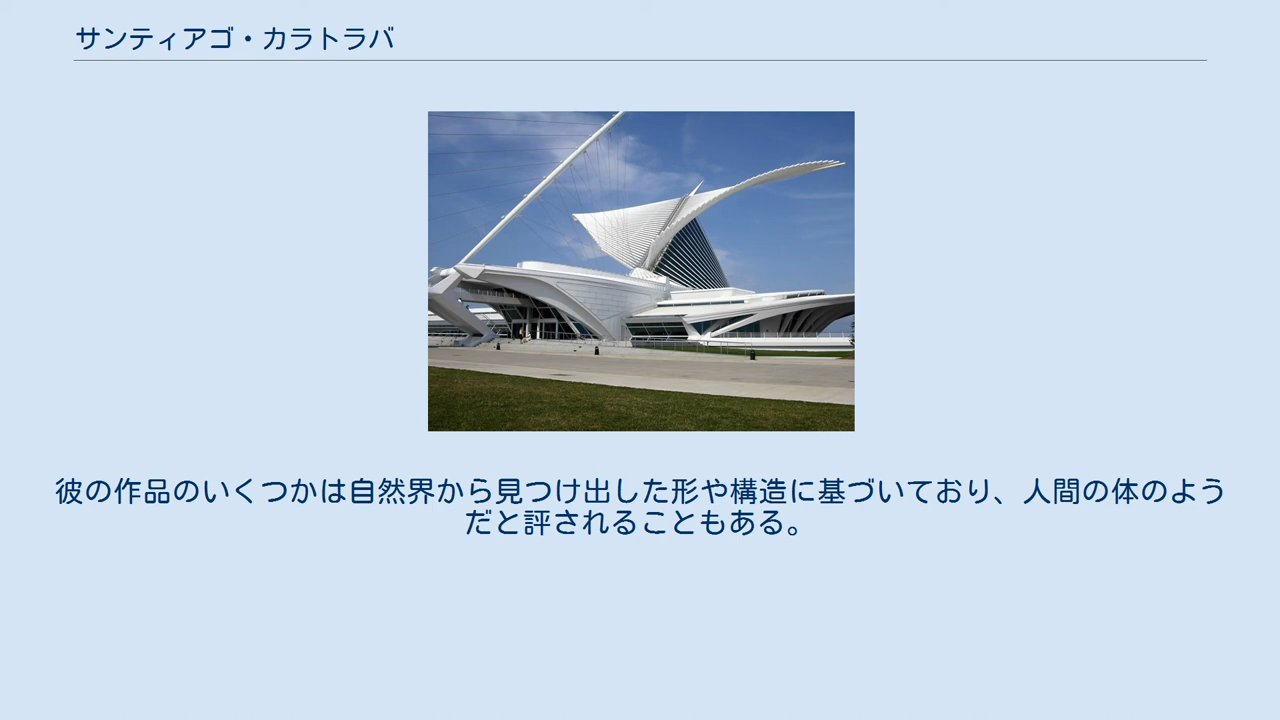 サンティアゴ・カラトラバ
彼の作品のいくつかは自然界から見つけ出した形や構造に基づいており、人間の体のよう
だと評されることもある。